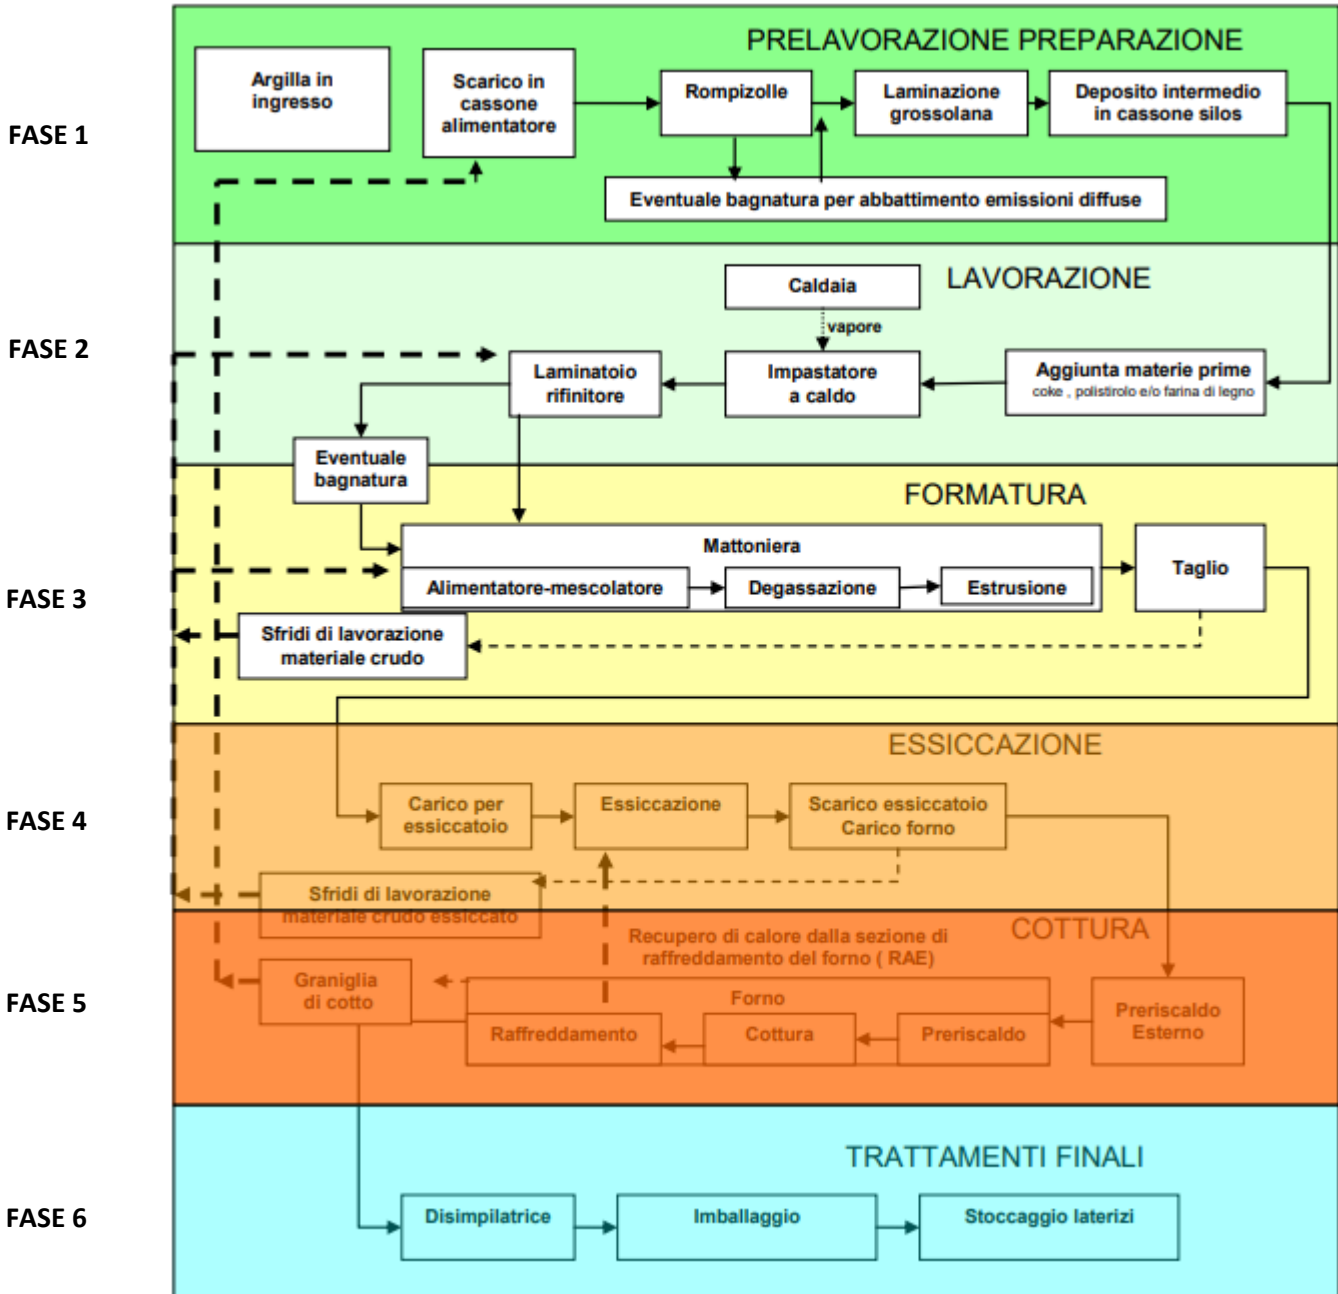 PRELAVORAZIONE PREPARAZIONE
FASE 1
Argilla in
ingresso
Scarico in
cassone
alimentatore
Rompizolle
Laminazione
grossolana
Deposito intermedio
in cassone silos
Eventuale bagnatura per abbattimento emissioni diffuse
LAVORAZIONE
FASE 2
Caldaia
vapore
Laminatoio
rifinitore
Impastatore
a caldo
Aggiunta materie prime
coke , polistirolo e/o farina di legno
Eventuale
bagnatura
FORMATURA
FASE 3
Mattoniera
Alimentatore-mescolatore
Degassazione
Estrusione
Taglio
Sfridi di lavorazione
materiale crudo
ESSICCAZIONE
FASE 4
Carico per
essiccatoio
Essiccazione
Scarico essiccatoio
Carico forno
Sfridi di lavorazione
materiale crudo essiccato
COTTURA
FASE 5
Recupero di calore dalla sezione di
raffreddamento del forno ( RAE)
Graniglia
di cotto
Forno
Raffreddamento
Cottura
Preriscaldo
Preriscaldo
Esterno
TRATTAMENTI FINALI
FASE 6
Disimpilatrice
Imballaggio
Stoccaggio laterizi